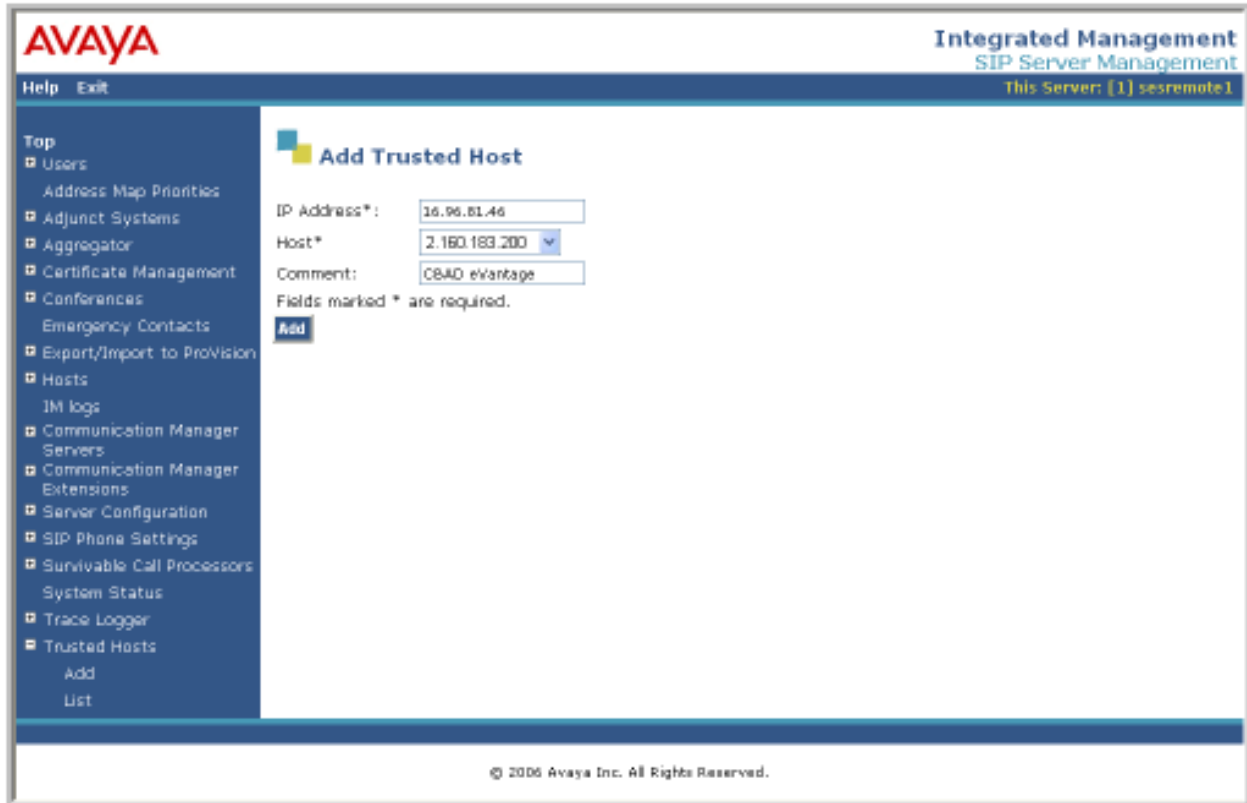 AVAYA
Integrated Management
SIP Server Management
Help Exit
This Server: [1] sesremote1
Top
Users
Address Map Priorities
Adjunct Systems
Aggregator
Certificate Management
Conferences
Emergency Contacts
Export/Import to ProVision
Hosts
IM logs
Communication Manager
Servers
Communication Manager
Extensions
Server Configuration
SIP Phone Settings
Survivable Call Processors
System Status
Trace Logger
Trusted Hosts
Add
List
Add Trusted Host
IP Address*: 16.96.81.46
Host* 2.160.183.200
Comment: CBAD eVantage
Fields marked * are required.
Add
© 2006 Avaya Inc. All Rights Reserved.